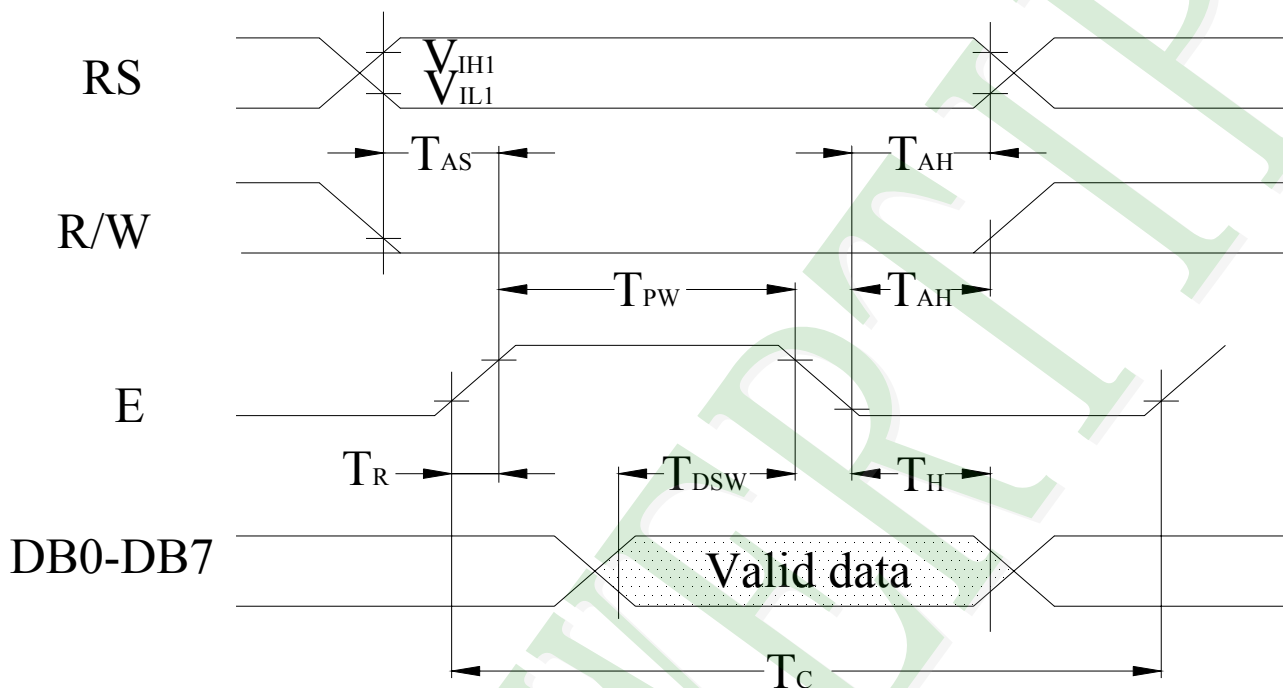 RS
VIH1
VIL1
TAS
TAH
R/W
TPW
TAH
E
TR
TDSW
TH
DB0-DB7
Valid data
TC